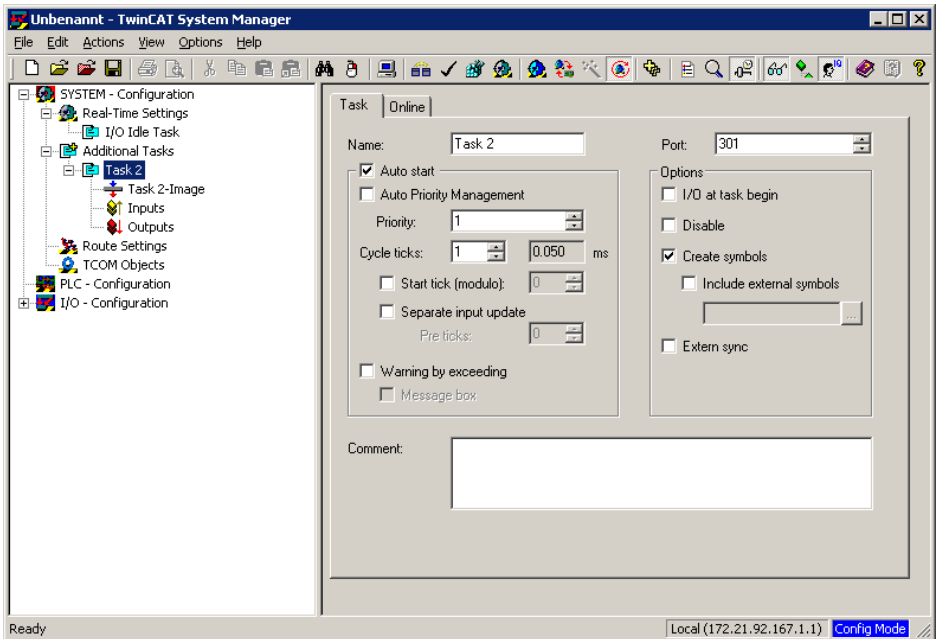 Unbenannt - TwinCAT System Manager
File Edit Actions View Options Help
SYSTEM - Configuration
Real-Time Settings
I/O Idle Task
Additional Tasks
Task 2
Task 2-Image
Inputs
Outputs
Route Settings
TCOM Objects
PLC - Configuration
I/O - Configuration
Task Online
Name: Task 2 Port: 301
Auto start
Auto Priority Management
Priority: 1
Cycle ticks: 1 0.050 ms
Start tick (modulo): 0
Separate input update
Pre ticks: 0
Warning by exceeding
Message box
Options
I/O at task begin
Disable
Create symbols
Include external symbols
...
Extern sync
Comment:
Ready Local (172.21.92.167.1.1) Config Mode